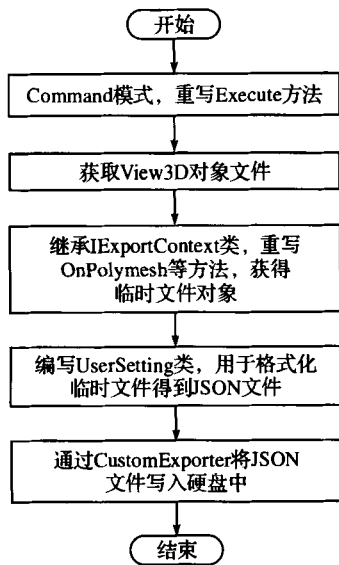 开始
Command模式，重写Execute方法
获取View3D对象文件
继承IExportContext类，重写
OnPolymesh等方法，获得
临时文件对象
编写UserSetting类，用于格式化
临时文件得到JSON文件
通过CustomExporter将JSON
文件写入硬盘中
结束